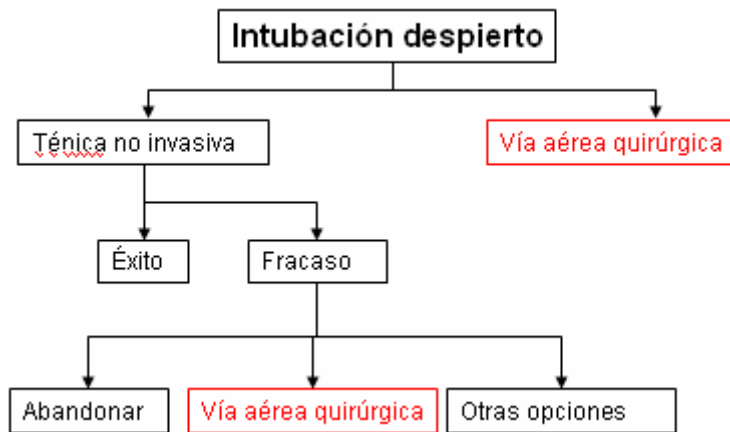 Intubación despierto
Ténica no invasiva
Vía aérea quirúrgica
Éxito
Fracaso
Abandonar
Vía aérea quirúrgica
Otras opciones